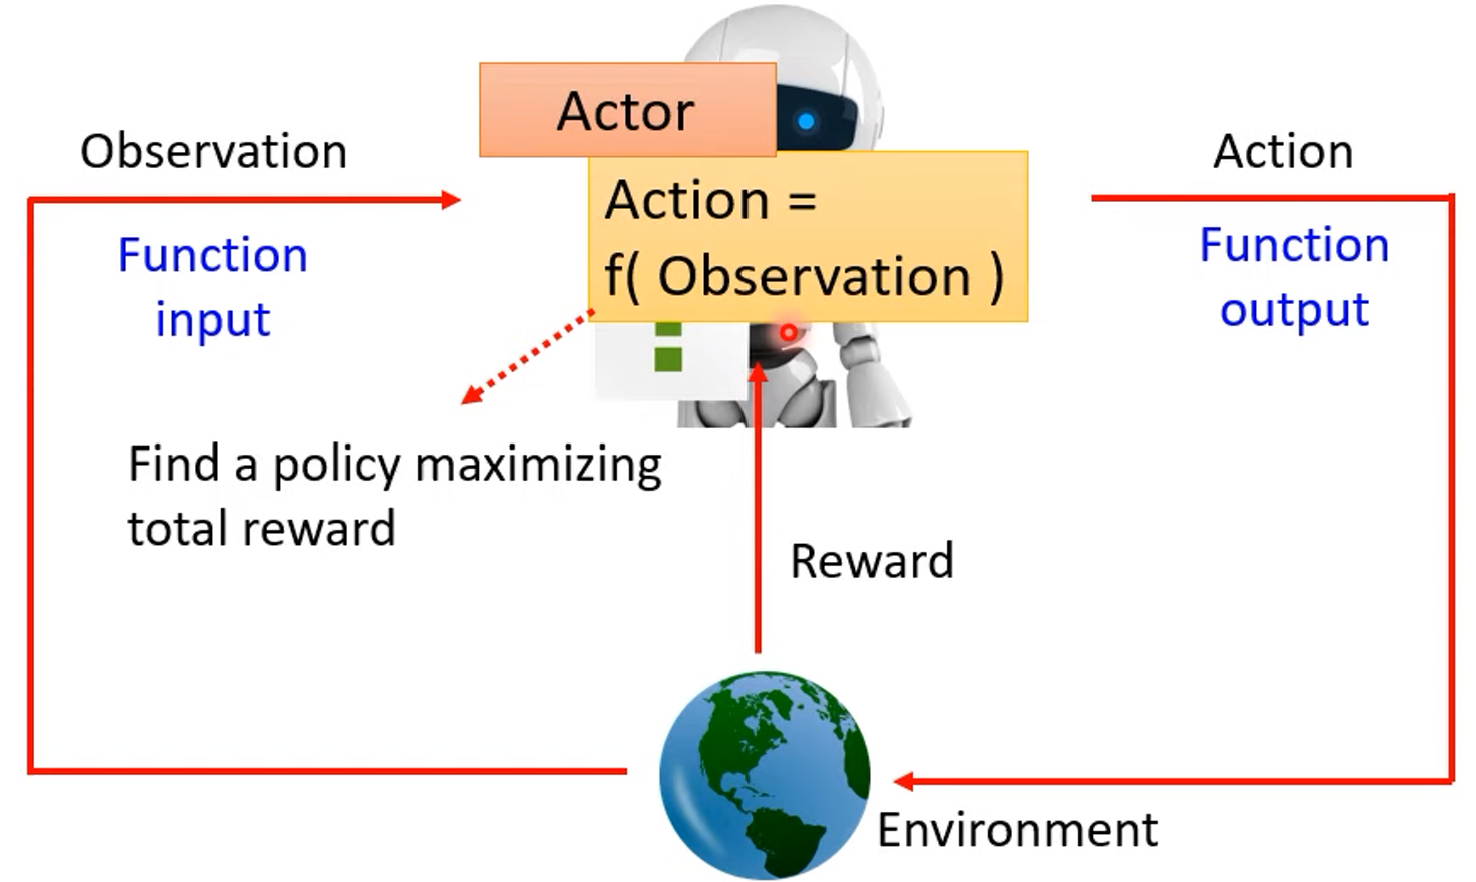 Actor
Observation
Action
Action =
f( Observation )
Function
input
Function
output
Find a policy maximizing
total reward
Reward
Environment